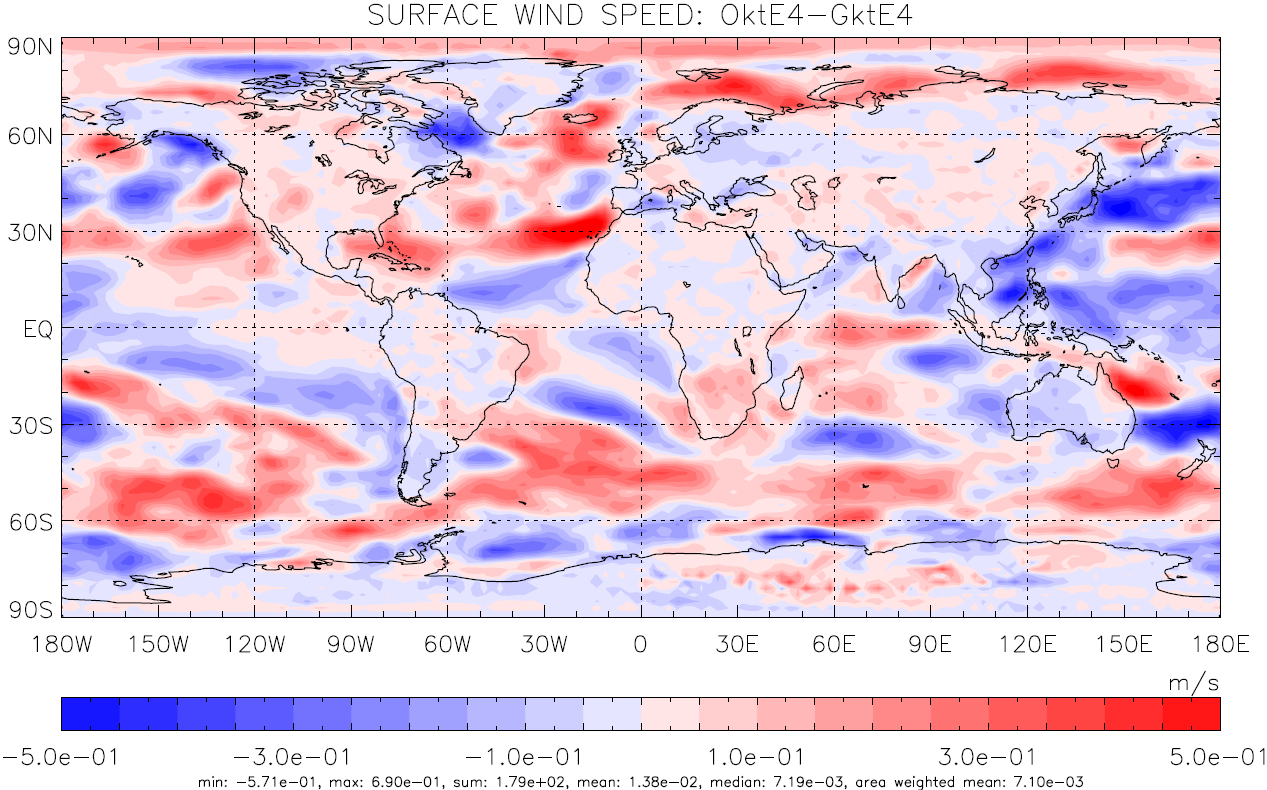 SURFACE WIND SPEED: OktE4−GktE4
90N
60N
30N
EQ
30S
60S
90S
180W 150W 120W 90W 60W 30W 0 30E 60E 90E 120E 150E 180E
m/s
−5.0e−01 −3.0e−01 −1.0e−01 1.0e−01 3.0e−01 5.0e−01
min: −5.71e−01, max: 6.90e−01, sum: 1.79e+02, mean: 1.38e−02, median: 7.19e−03, area weighted mean: 7.10e−03